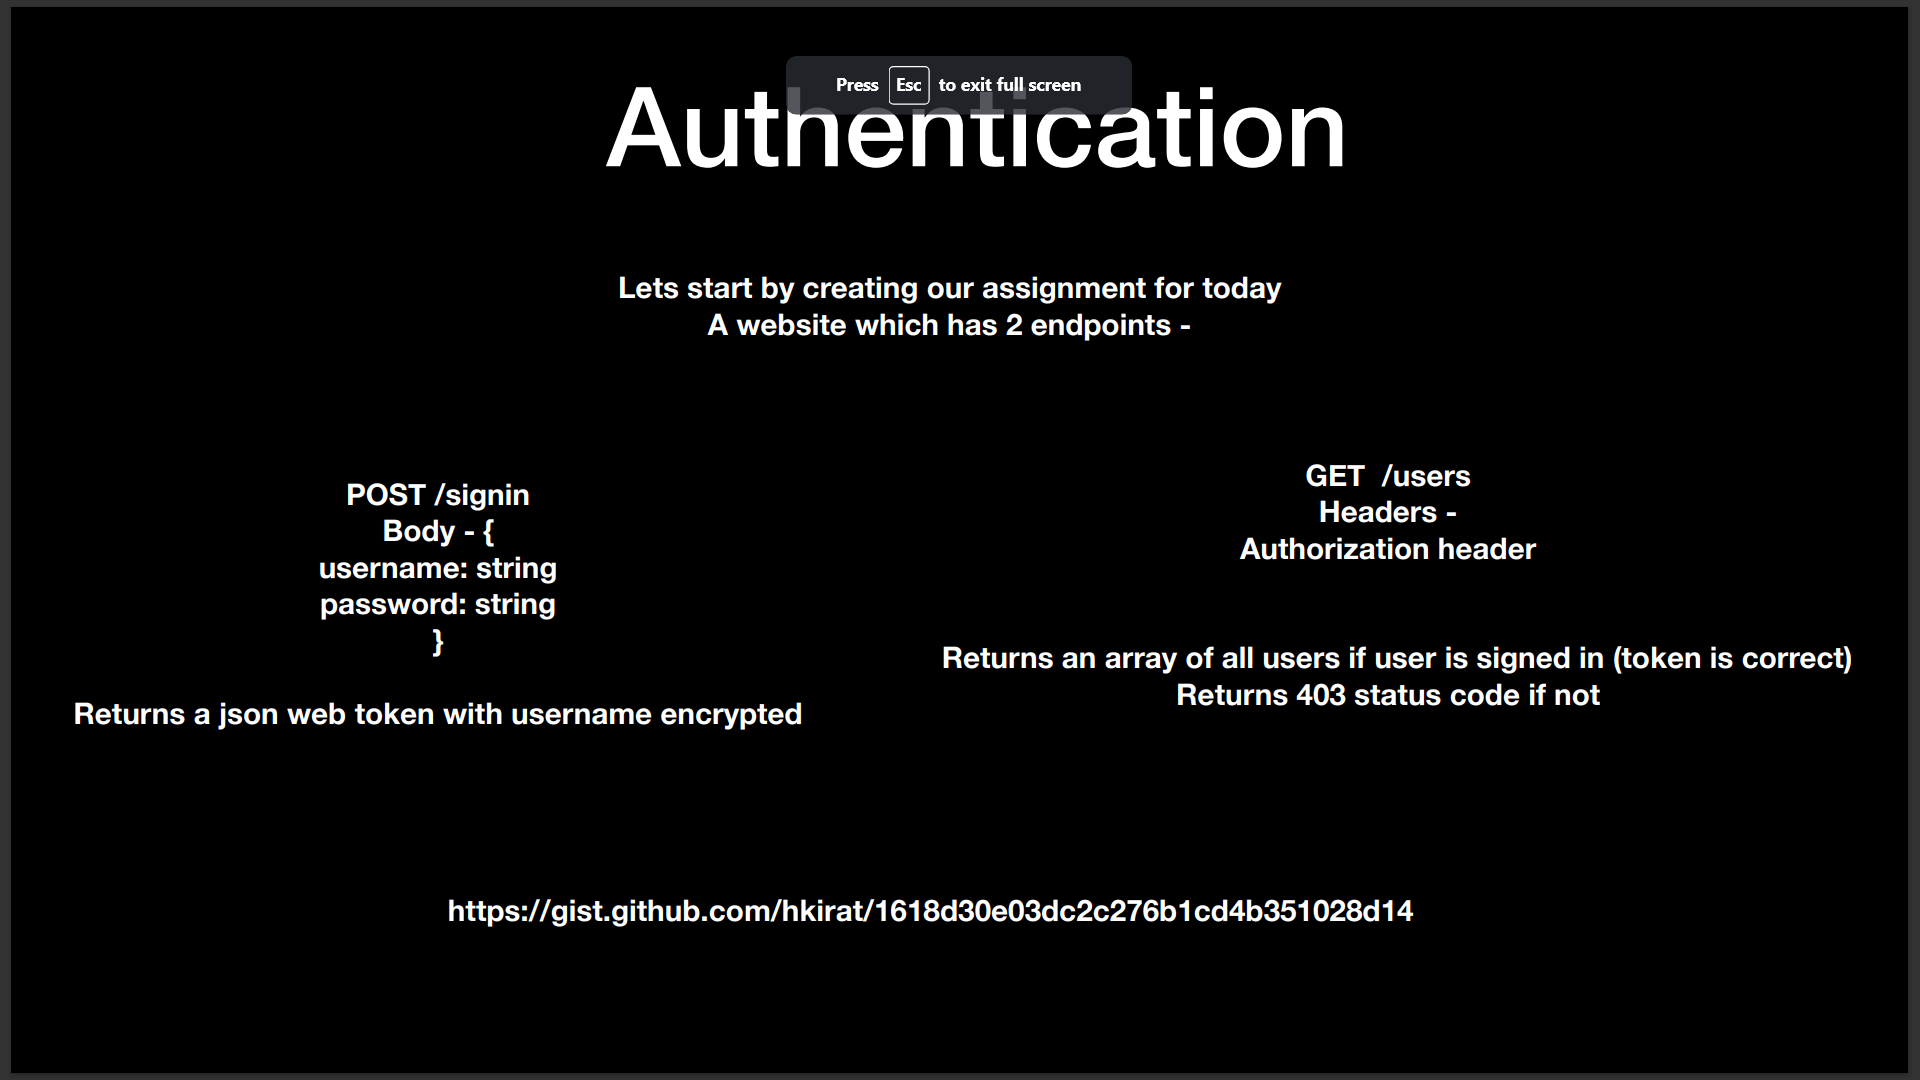 Press Esc to exit full screen
Authentication
Lets start by creating our assignment for today
A website which has 2 endpoints -
POST /signin
Body - {
username: string
password: string
}
Returns a json web token with username encrypted
GET  /users
Headers -
Authorization header
Returns an array of all users if user is signed in (token is correct)
Returns 403 status code if not
https://gist.github.com/hkirat/1618d30e03dc2c276b1cd4b351028d14